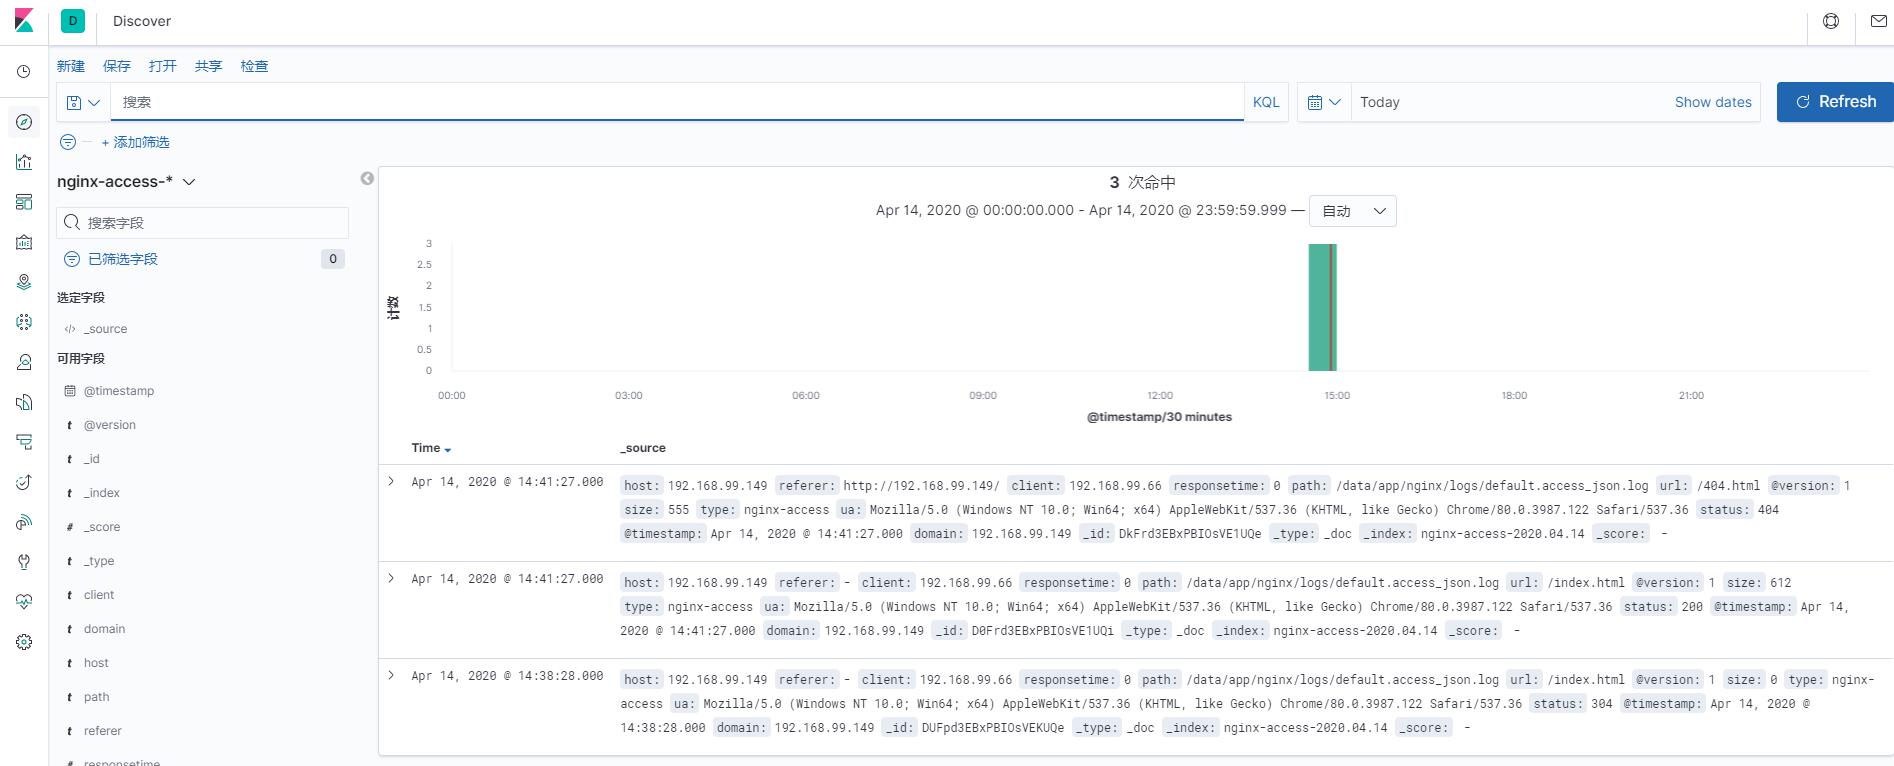 D Discover
新建 保存 打开 共享 检查
搜索 KQL Today Show dates Refresh
+ 添加筛选
nginx-access-*
搜索字段
已筛选字段 0
选定字段
</> _source
可用字段
@timestamp
t @version
t _id
t _index
# _score
t _type
t client
t domain
t host
t path
t referer
# responsetime
3 次命中
Apr 14, 2020 @ 00:00:00.000 - Apr 14, 2020 @ 23:59:59.999 — 自动
计数
3
2.5
2
1.5
1
0.5
0
00:00 03:00 06:00 09:00 12:00 15:00 18:00 21:00
@timestamp/30 minutes
Time _source
Apr 14, 2020 @ 14:41:27.000 host: 192.168.99.149 referer: http://192.168.99.149/ client: 192.168.99.66 responsetime: 0 path: /data/app/nginx/logs/default.access_json.log url: /404.html @version: 1
size: 555 type: nginx-access ua: Mozilla/5.0 (Windows NT 10.0; Win64; x64) AppleWebKit/537.36 (KHTML, like Gecko) Chrome/80.0.3987.122 Safari/537.36 status: 404
@timestamp: Apr 14, 2020 @ 14:41:27.000 domain: 192.168.99.149 _id: DkFrd3EBxPBIOsVE1UQe _type: _doc _index: nginx-access-2020.04.14 _score: -
Apr 14, 2020 @ 14:41:27.000 host: 192.168.99.149 referer: - client: 192.168.99.66 responsetime: 0 path: /data/app/nginx/logs/default.access_json.log url: /index.html @version: 1 size: 612
type: nginx-access ua: Mozilla/5.0 (Windows NT 10.0; Win64; x64) AppleWebKit/537.36 (KHTML, like Gecko) Chrome/80.0.3987.122 Safari/537.36 status: 200 @timestamp: Apr 14,
2020 @ 14:41:27.000 domain: 192.168.99.149 _id: D0Frd3EBxPBIOsVE1UQi _type: _doc _index: nginx-access-2020.04.14 _score: -
Apr 14, 2020 @ 14:38:28.000 host: 192.168.99.149 referer: - client: 192.168.99.66 responsetime: 0 path: /data/app/nginx/logs/default.access_json.log url: /index.html @version: 1 size: 0 type: nginx-
access ua: Mozilla/5.0 (Windows NT 10.0; Win64; x64) AppleWebKit/537.36 (KHTML, like Gecko) Chrome/80.0.3987.122 Safari/537.36 status: 304 @timestamp: Apr 14, 2020 @
14:38:28.000 domain: 192.168.99.149 _id: DUFpd3EBxPBIOsVEKUQe _type: _doc _index: nginx-access-2020.04.14 _score: -